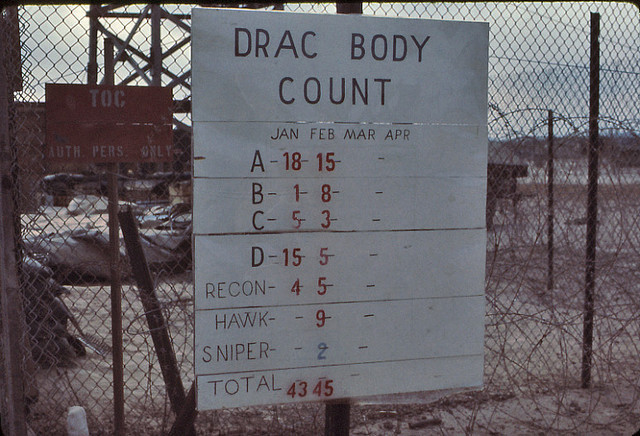 DRAC BODY
COUNT
TOC
AUTH. PERS. ONLY
JAN FEB MAR APR
A-18-15- -
B- 1- 8- -
C- 5- 3- -
D-15- 5- -
RECON- 4- 5- -
HAWK- - 9- -
SNIPER- - 2 -
TOTAL 43 45 -